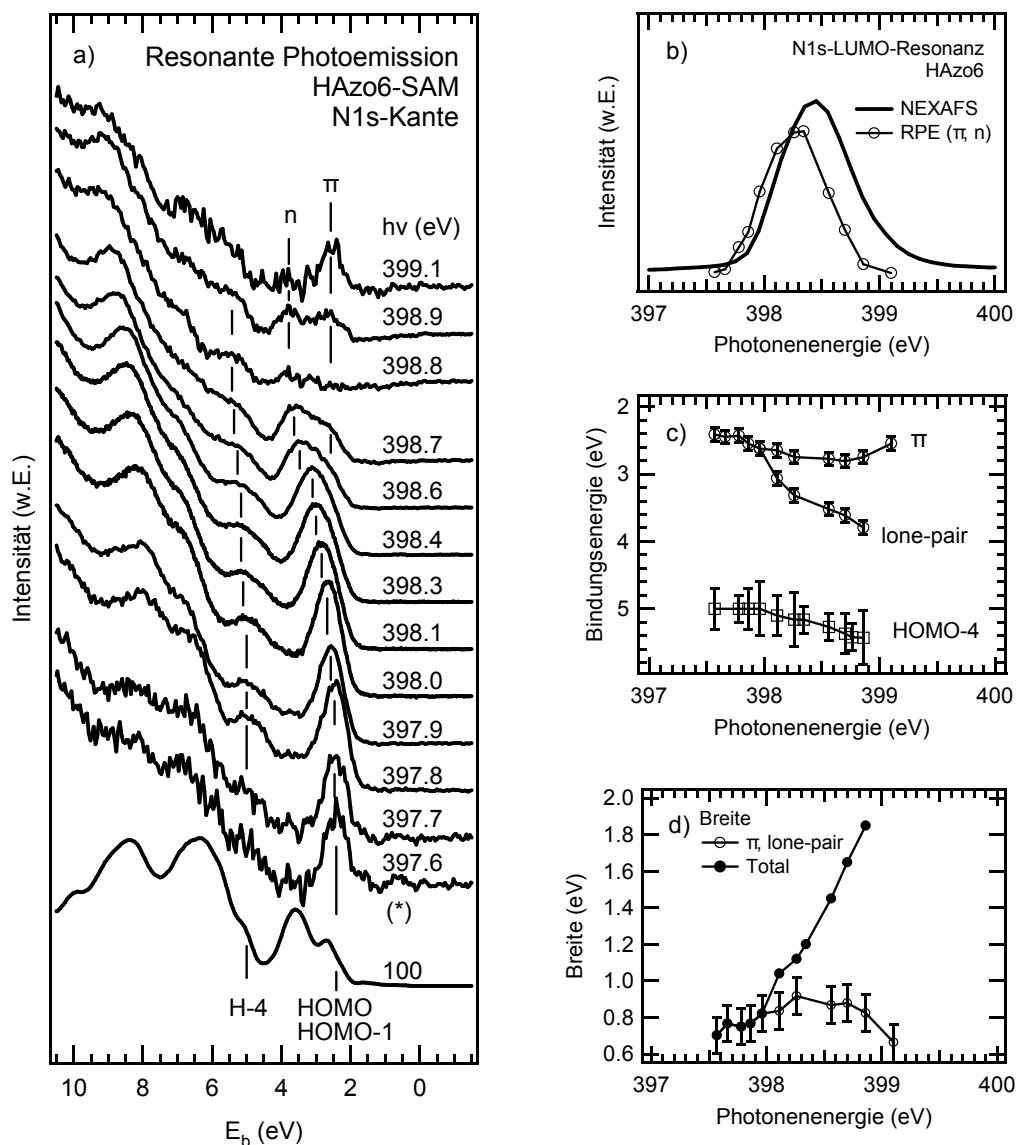 a)
Resonante Photoemission
HAzo6-SAM
N1s-Kante
π
n
hν (eV)
399.1
398.9
398.8
398.7
398.6
398.4
398.3
398.1
398.0
397.9
397.8
397.7
397.6
(*)
100
H-4
HOMO
HOMO-1
10
8
6
4
2
0
E_b (eV)
Intensität (w.E.)
b)
N1s-LUMO-Resonanz
HAzo6
NEXAFS
RPE (π, n)
Intensität (w.E.)
397
398
399
400
Photonenenergie (eV)
c)
π
lone-pair
HOMO-4
2
3
4
5
Bindungsenergie (eV)
397
398
399
400
Photonenenergie (eV)
d)
Breite
π, lone-pair
Total
2.0
1.8
1.6
1.4
1.2
1.0
0.8
0.6
Breite (eV)
397
398
399
400
Photonenenergie (eV)